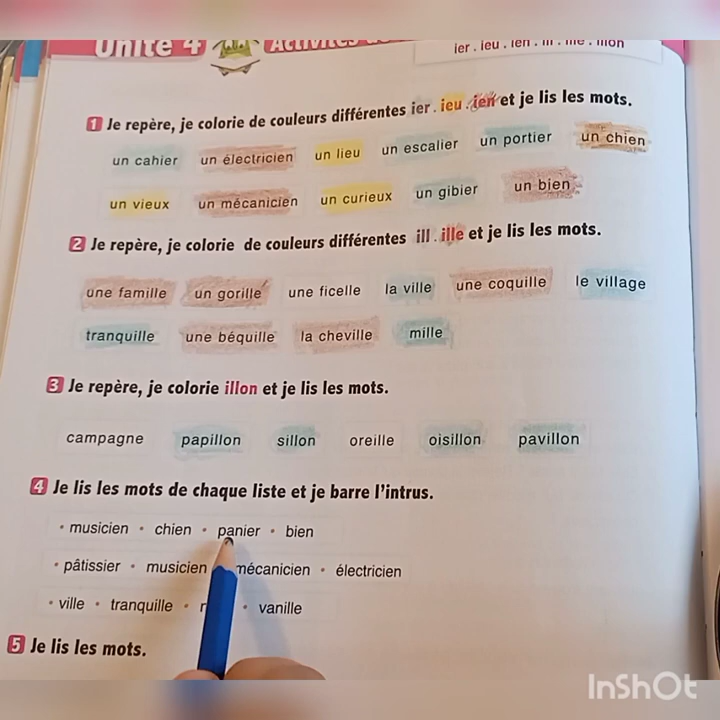 Unité 4 Activités
ier . ieu . ien . ill . ille . illon
1 Je repère, je colorie de couleurs différentes ier . ieu . ien et je lis les mots.
un cahier un électricien un lieu un escalier un portier un chien
un vieux un mécanicien un curieux un gibier un bien
2 Je repère, je colorie de couleurs différentes ill . ille et je lis les mots.
une famille un gorille une ficelle la ville une coquille le village
tranquille une béquille la cheville mille
3 Je repère, je colorie illon et je lis les mots.
campagne papillon sillon oreille oisillon pavillon
4 Je lis les mots de chaque liste et je barre l'intrus.
• musicien • chien • panier • bien
• pâtissier • musicien mécanicien • électricien
• ville • tranquille • • vanille
5 Je lis les mots.
InShOt